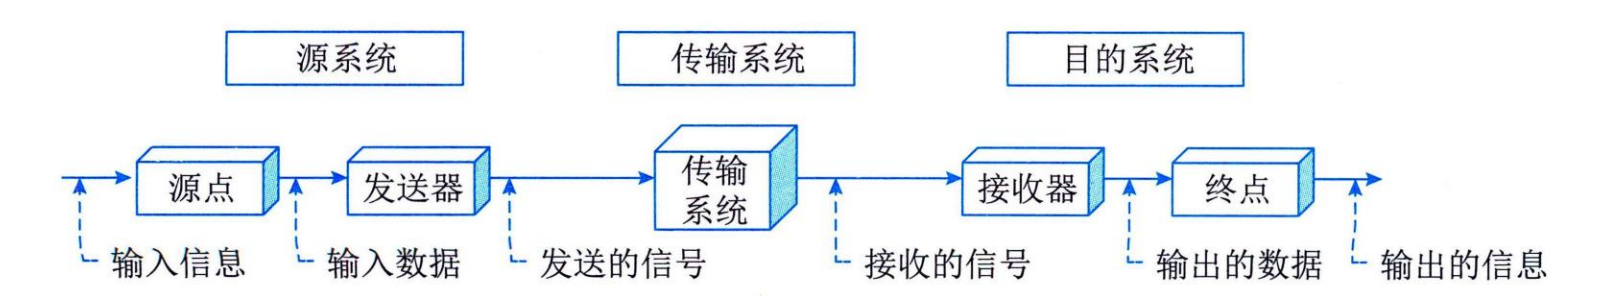 源系统
传输系统
目的系统
源点
发送器
传输
系统
接收器
终点
输入信息
输入数据
发送的信号
接收的信号
输出的数据
输出的信息